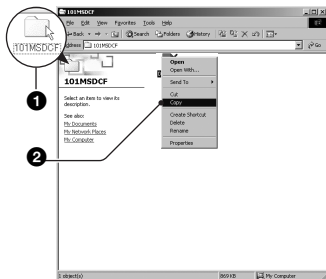 101MSDCF
File Edit View Favorites Tools Help
Back Search Folders History
Address 101MSDCF Go
101MSDCF
101MSDCF
Select an item to view its
description.
See also:
My Documents
My Network Places
My Computer
Open
Open With...
Send To
Cut
Copy
Create Shortcut
Delete
Rename
Properties
1
2
1 object(s) 869 KB My Computer